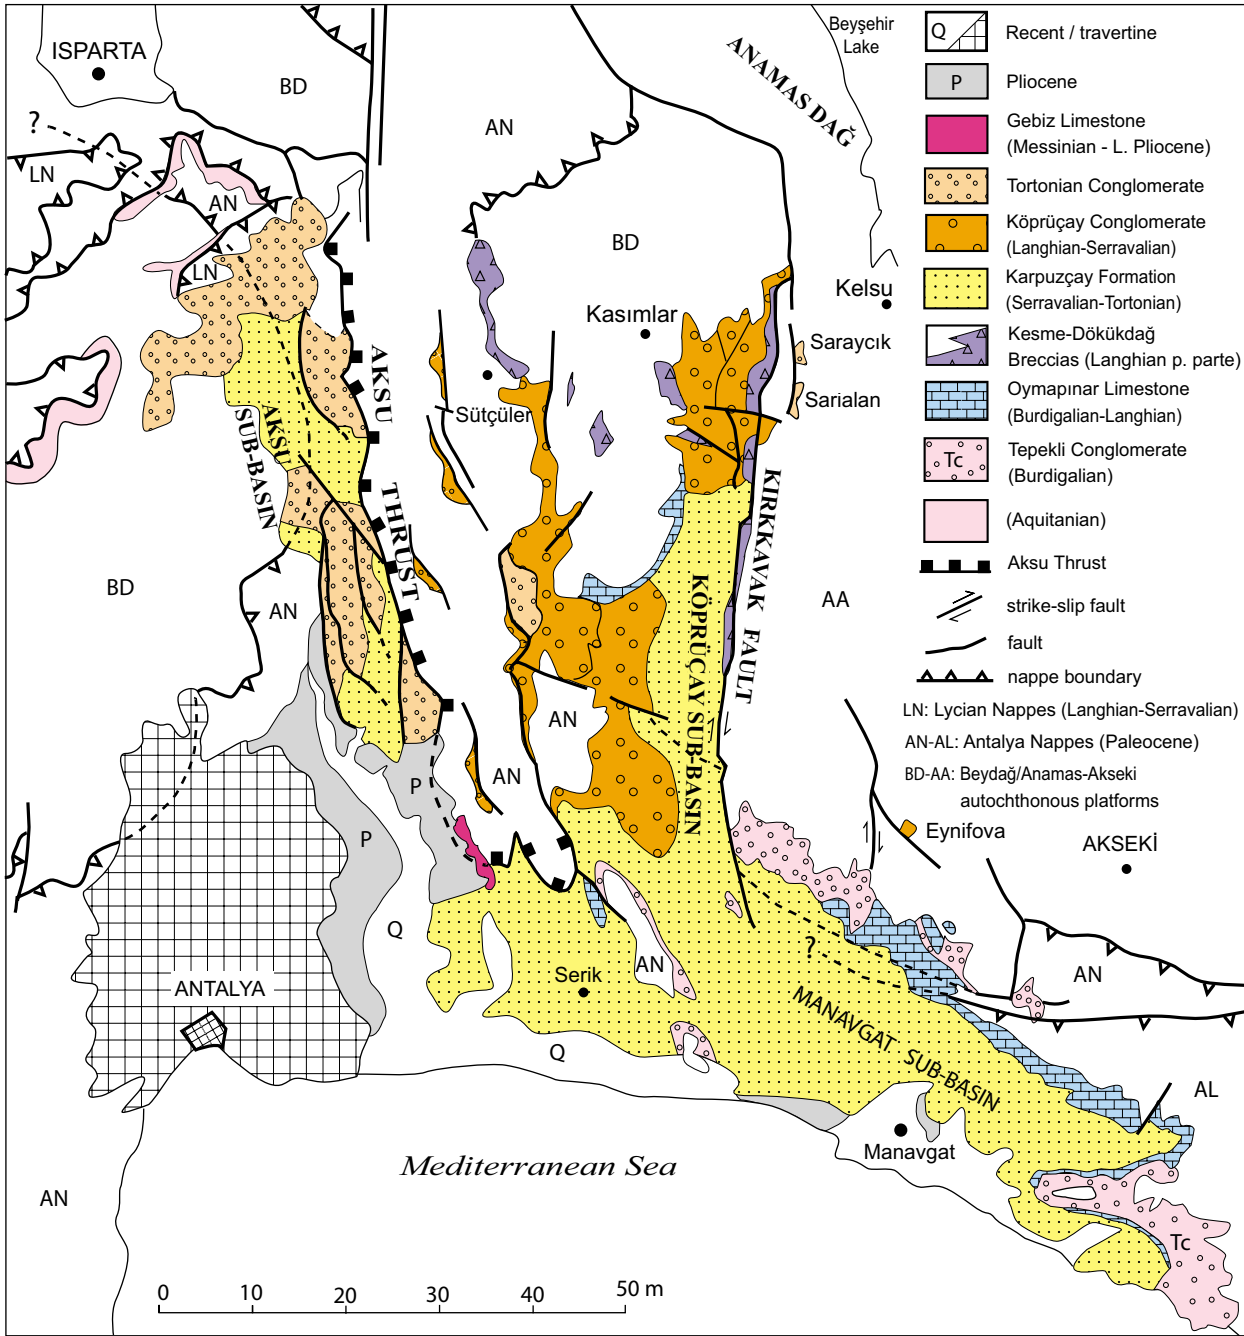 ISPARTA
BD
?
LN
AN
LN
AN
ANAMAS DAĞ
Beyşehir
Lake
BD
Kelsu
Kasımlar
Saraycık
Sarıalan
Sütçüler
AKSU
THRUST
AKSU
SUB-BASIN
KIRKKAVAK FAULT
KÖPRÜÇAY SUB-BASIN
BD
AN
AA
AN
AN
P
P
Q
Eynifova
AKSEKİ
?
AN
AN
Serik
ANTALYA
MANAVGAT SUB-BASIN
Q
AL
Manavgat
Mediterranean Sea
AN
Tc
0 10 20 30 40 50 m
Q Recent / travertine
P Pliocene
Gebiz Limestone
(Messinian - L. Pliocene)
Tortonian Conglomerate
Köprüçay Conglomerate
(Langhian-Serravalian)
Karpuzçay Formation
(Serravalian-Tortonian)
Kesme-Dökükdağ
Breccias (Langhian p. parte)
Oymapınar Limestone
(Burdigalian-Langhian)
Tc Tepekli Conglomerate
(Burdigalian)
(Aquitanian)
Aksu Thrust
strike-slip fault
fault
nappe boundary
LN: Lycian Nappes (Langhian-Serravalian)
AN-AL: Antalya Nappes (Paleocene)
BD-AA: Beydağ/Anamas-Akseki
autochthonous platforms